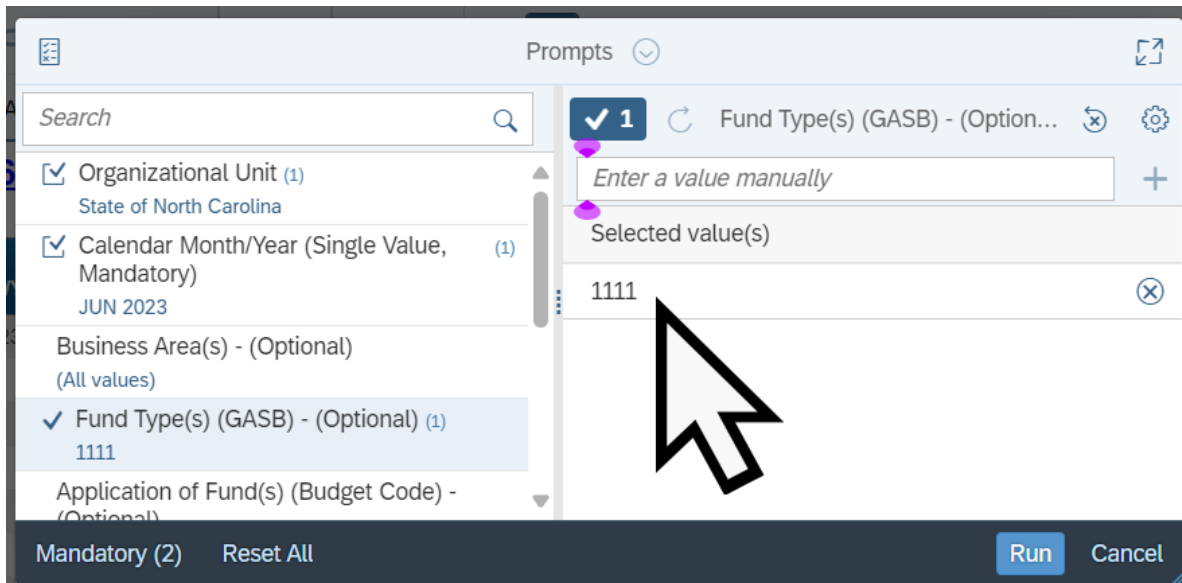 Prompts
Search
Organizational Unit (1)
State of North Carolina
Calendar Month/Year (Single Value, (1)
Mandatory)
JUN 2023
Business Area(s) - (Optional)
(All values)
Fund Type(s) (GASB) - (Optional) (1)
1111
Application of Fund(s) (Budget Code) -
(Optional)
1 Fund Type(s) (GASB) - (Option...
Enter a value manually
Selected value(s)
1111
Mandatory (2) Reset All Run Cancel